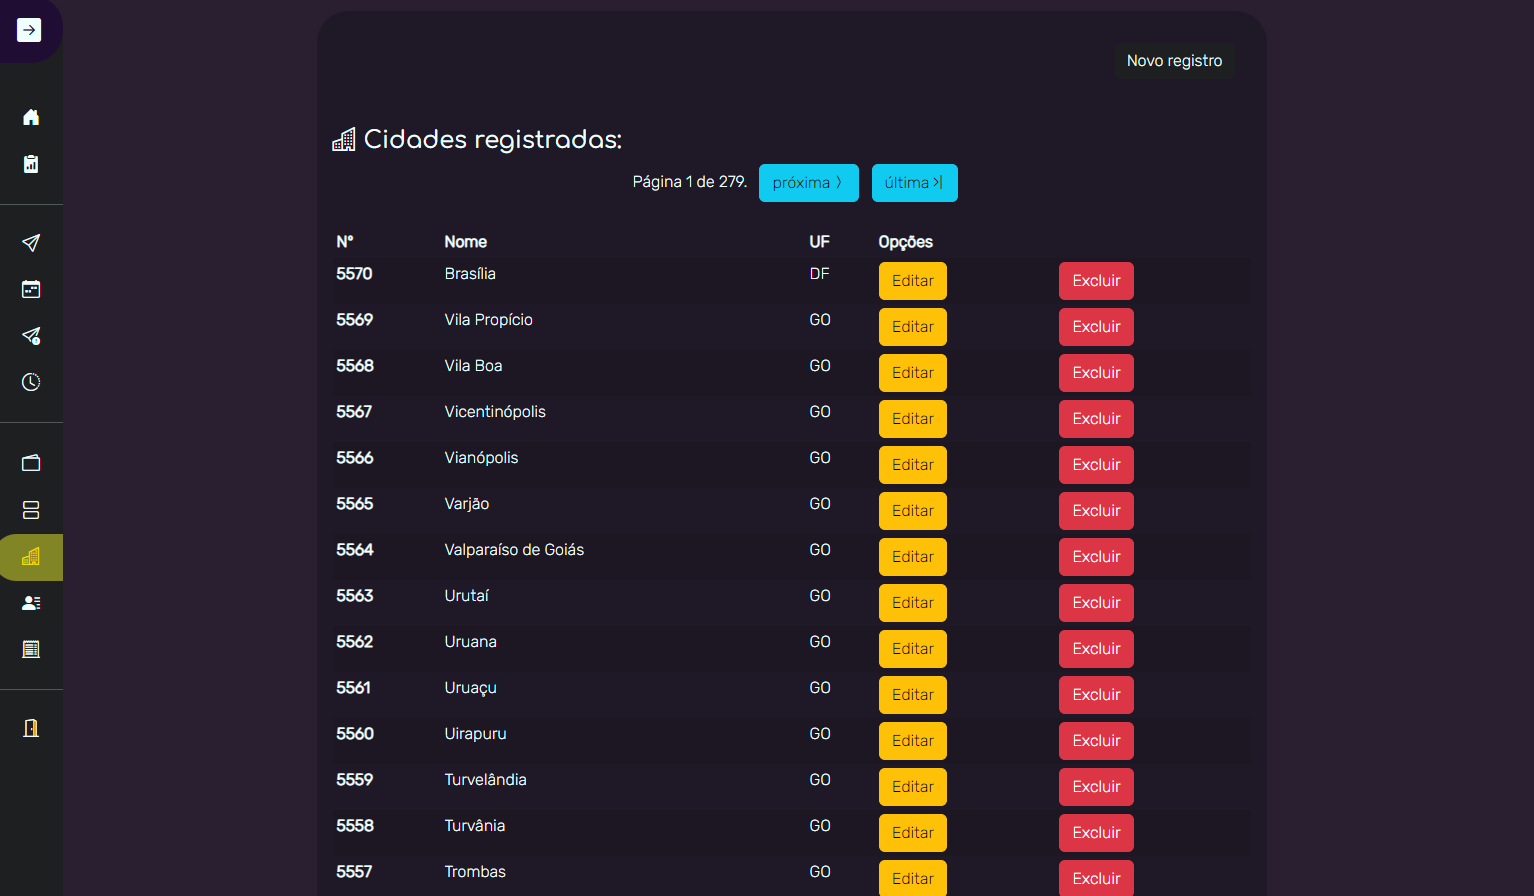 Novo registro
Cidades registradas:
Página 1 de 279. próxima ⟩ última >|
Nº Nome UF Opções
5570 Brasília DF Editar Excluir
5569 Vila Propício GO Editar Excluir
5568 Vila Boa GO Editar Excluir
5567 Vicentinópolis GO Editar Excluir
5566 Vianópolis GO Editar Excluir
5565 Varjão GO Editar Excluir
5564 Valparaíso de Goiás GO Editar Excluir
5563 Urutaí GO Editar Excluir
5562 Uruana GO Editar Excluir
5561 Uruaçu GO Editar Excluir
5560 Uirapuru GO Editar Excluir
5559 Turvelândia GO Editar Excluir
5558 Turvânia GO Editar Excluir
5557 Trombas GO Editar Excluir